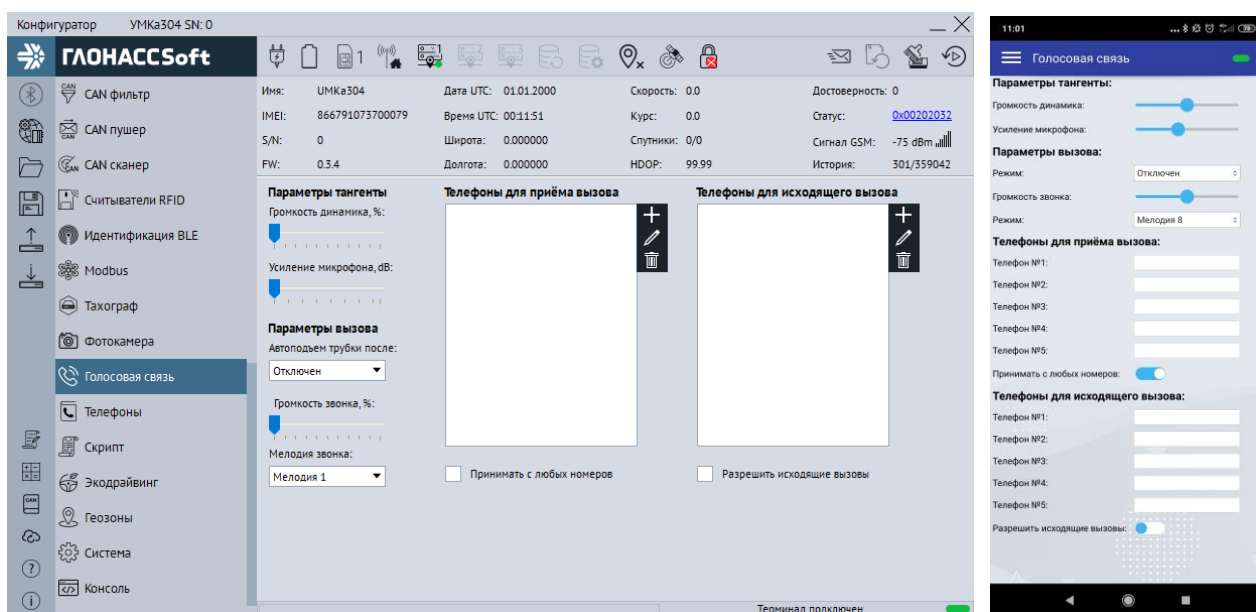 Конфигуратор УМКа304 SN: 0
ГЛОНАССSoft
1
CAN фильтр
CAN пушер
CAN сканер
Считыватели RFID
Идентификация BLE
Modbus
Тахограф
Фотокамера
Голосовая связь
Телефоны
Скрипт
Экодрайвинг
Геозоны
Система
Консоль
Имя: УМКа304 Дата UTC: 01.01.2000 Скорость: 0.0 Достоверность: 0
IMEI: 866791073700079 Время UTC: 00:11:51 Курс: 0.0 Статус: 0x00202032
S/N: 0 Широта: 0.000000 Спутники: 0/0 Сигнал GSM: -75 dBm
FW: 0.3.4 Долгота: 0.000000 HDOP: 99.99 История: 301/359042
Параметры тангенты
Громкость динамика, %:
Усиление микрофона, dB:
Параметры вызова
Автоподъем трубки после:
Отключен
Громкость звонка, %:
Мелодия звонка:
Мелодия 1
Телефоны для приёма вызова
Принимать с любых номеров
Телефоны для исходящего вызова
Разрешить исходящие вызовы
Терминал подключен
11:01
Голосовая связь
Параметры тангенты:
Громкость динамика:
Усиление микрофона:
Параметры вызова:
Режим: Отключен
Громкость звонка:
Режим: Мелодия 8
Телефоны для приёма вызова:
Телефон №1:
Телефон №2:
Телефон №3:
Телефон №4:
Телефон №5:
Принимать с любых номеров:
Телефоны для исходящего вызова:
Телефон №1:
Телефон №2:
Телефон №3:
Телефон №4:
Телефон №5:
Разрешить исходящие вызовы: